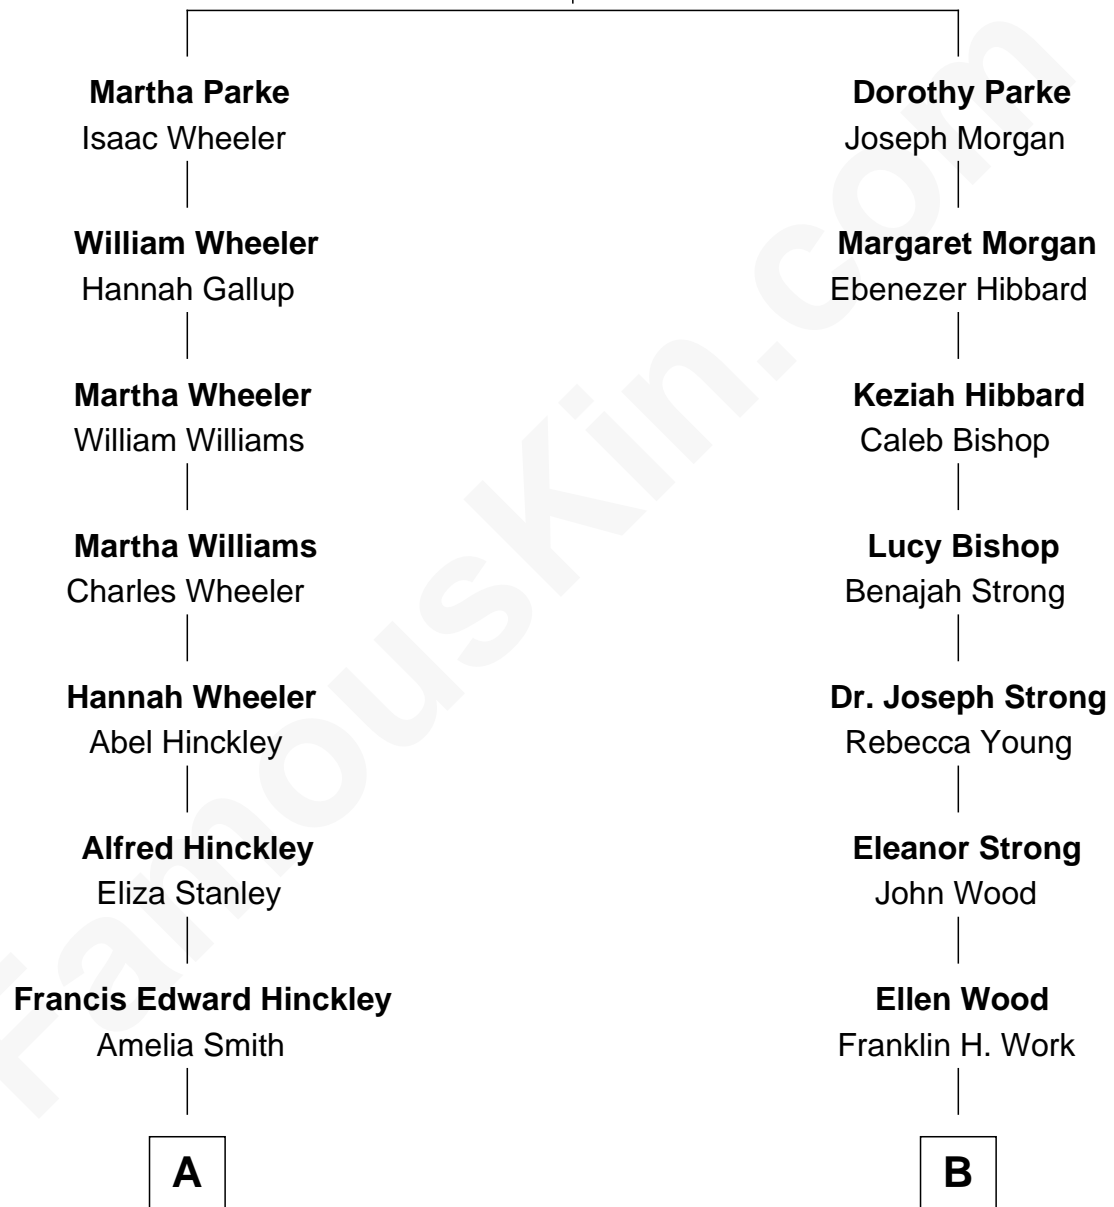 Martha Parke
Isaac Wheeler
William Wheeler
Hannah Gallup
Martha Wheeler
William Williams
Martha Williams
Charles Wheeler
Hannah Wheeler
Abel Hinckley
Alfred Hinckley
Eliza Stanley
Francis Edward Hinckley
Amelia Smith
A
Dorothy Parke
Joseph Morgan
Margaret Morgan
Ebenezer Hibbard
Keziah Hibbard
Caleb Bishop
Lucy Bishop
Benajah Strong
Dr. Joseph Strong
Rebecca Young
Eleanor Strong
John Wood
Ellen Wood
Franklin H. Work
B
FamousKin.com